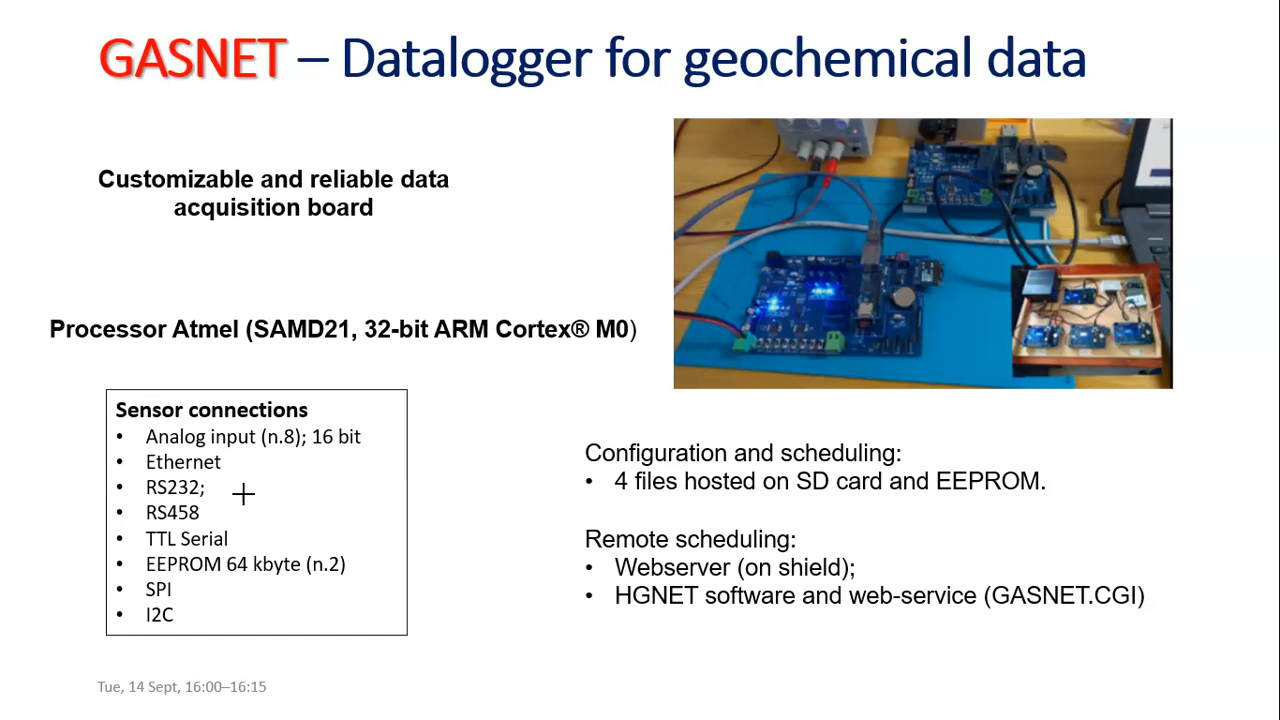 GASNET – Datalogger for geochemical data
Customizable and reliable data
acquisition board
Processor Atmel (SAMD21, 32-bit ARM Cortex® M0)
Sensor connections
• Analog input (n.8); 16 bit
• Ethernet
• RS232;
• RS458
• TTL Serial
• EEPROM 64 kbyte (n.2)
• SPI
• I2C
Configuration and scheduling:
• 4 files hosted on SD card and EEPROM.
Remote scheduling:
• Webserver (on shield);
• HGNET software and web-service (GASNET.CGI)
Tue, 14 Sept, 16:00–16:15